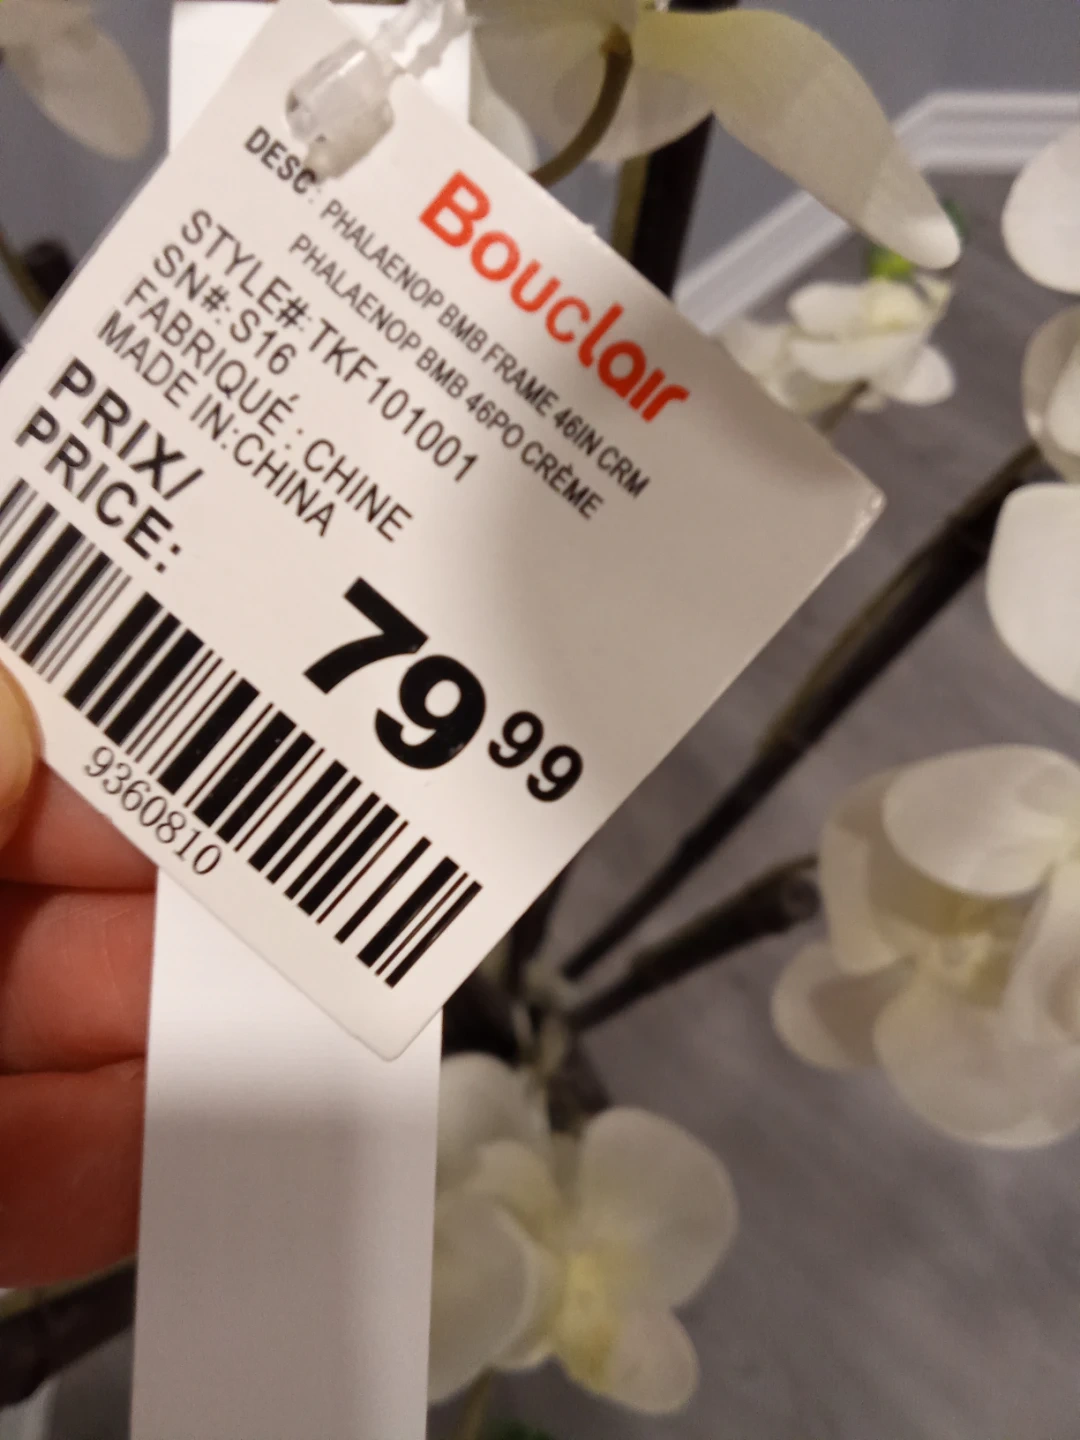 Bouclair
DESC: PHALAENOP BMB FRAME 46IN CRM
PHALAENOP BMB 46PO CRÈME
STYLE#: TKF101001
SN#: S16
FABRIQUÉ : CHINE
MADE IN: CHINA
PRIX/
PRICE:
79 99
9360810